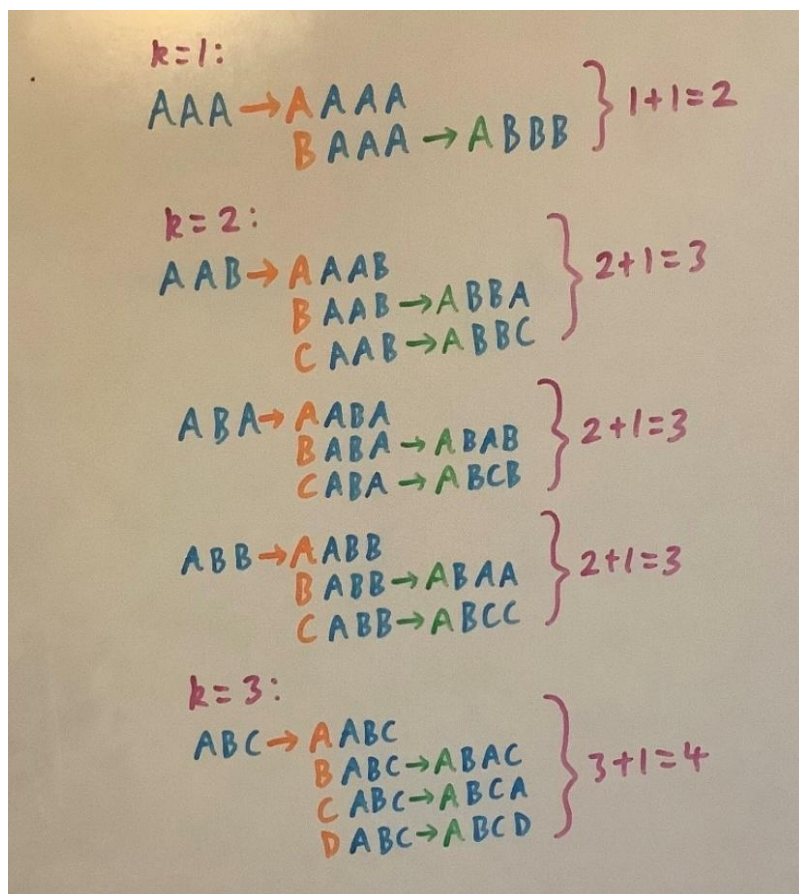 k=1:
AAA→AAAA } 1+1=2
BAAA→ABBB
k=2:
AAB→AAAB } 2+1=3
BAAB→ABBA
CAAB→ABBC
ABA→AABA } 2+1=3
BABA→ABAB
CABA→ABCB
ABB→AABB } 2+1=3
BABB→ABAA
CABB→ABCC
k=3:
ABC→AABC } 3+1=4
BABC→ABAC
CABC→ABCA
DABC→ABCD